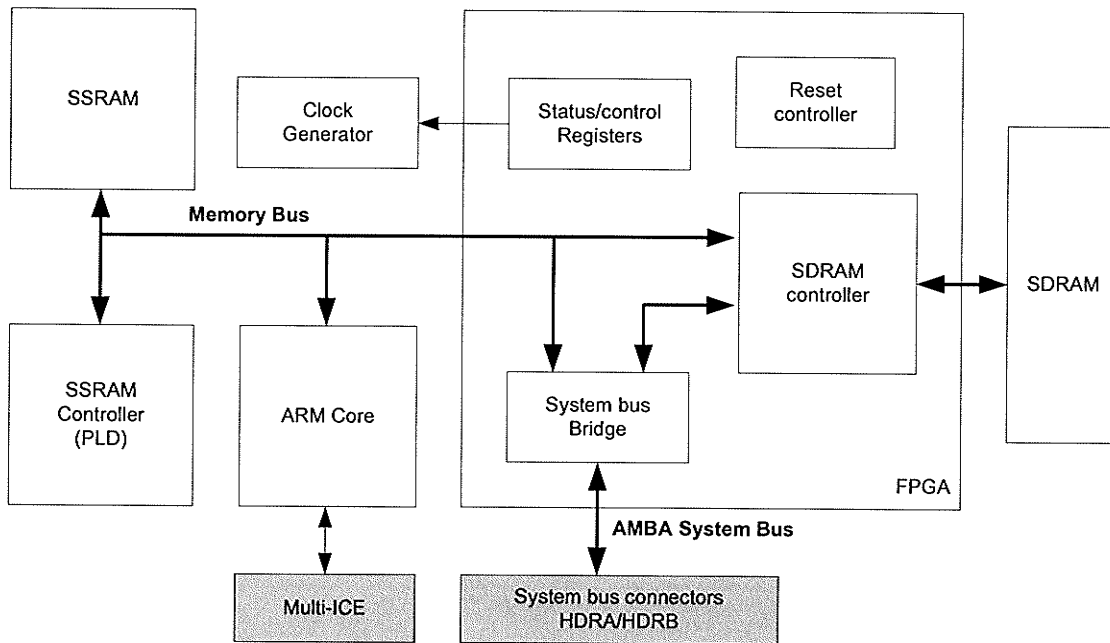 SSRAM
Clock
Generator
Status/control
Registers
Reset
controller
Memory Bus
SDRAM
controller
SDRAM
SSRAM
Controller
(PLD)
ARM Core
System bus
Bridge
FPGA
AMBA System Bus
Multi-ICE
System bus connectors
HDRA/HDRB